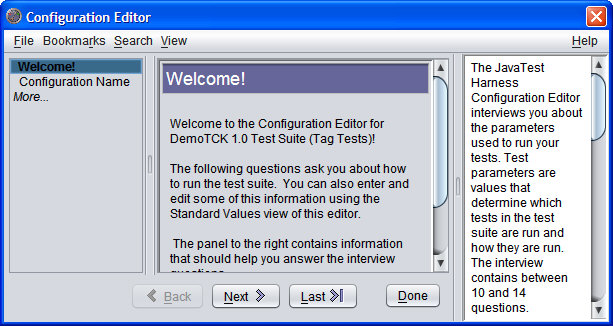 Configuration Editor
File Bookmarks Search View Help
Welcome!
Configuration Name
More...
Welcome!
Welcome to the Configuration Editor for
DemoTCK 1.0 Test Suite (Tag Tests)!
The following questions ask you about how
to run the test suite. You can also enter and
edit some of this information using the
Standard Values view of this editor.
The panel to the right contains information
that should help you answer the interview
questions
Back Next Last Done
The JavaTest
Harness
Configuration Editor
interviews you about
the parameters
used to run your
tests. Test
parameters are
values that
determine which
tests in the test
suite are run and
how they are run.
The interview
contains between
10 and 14
questions.